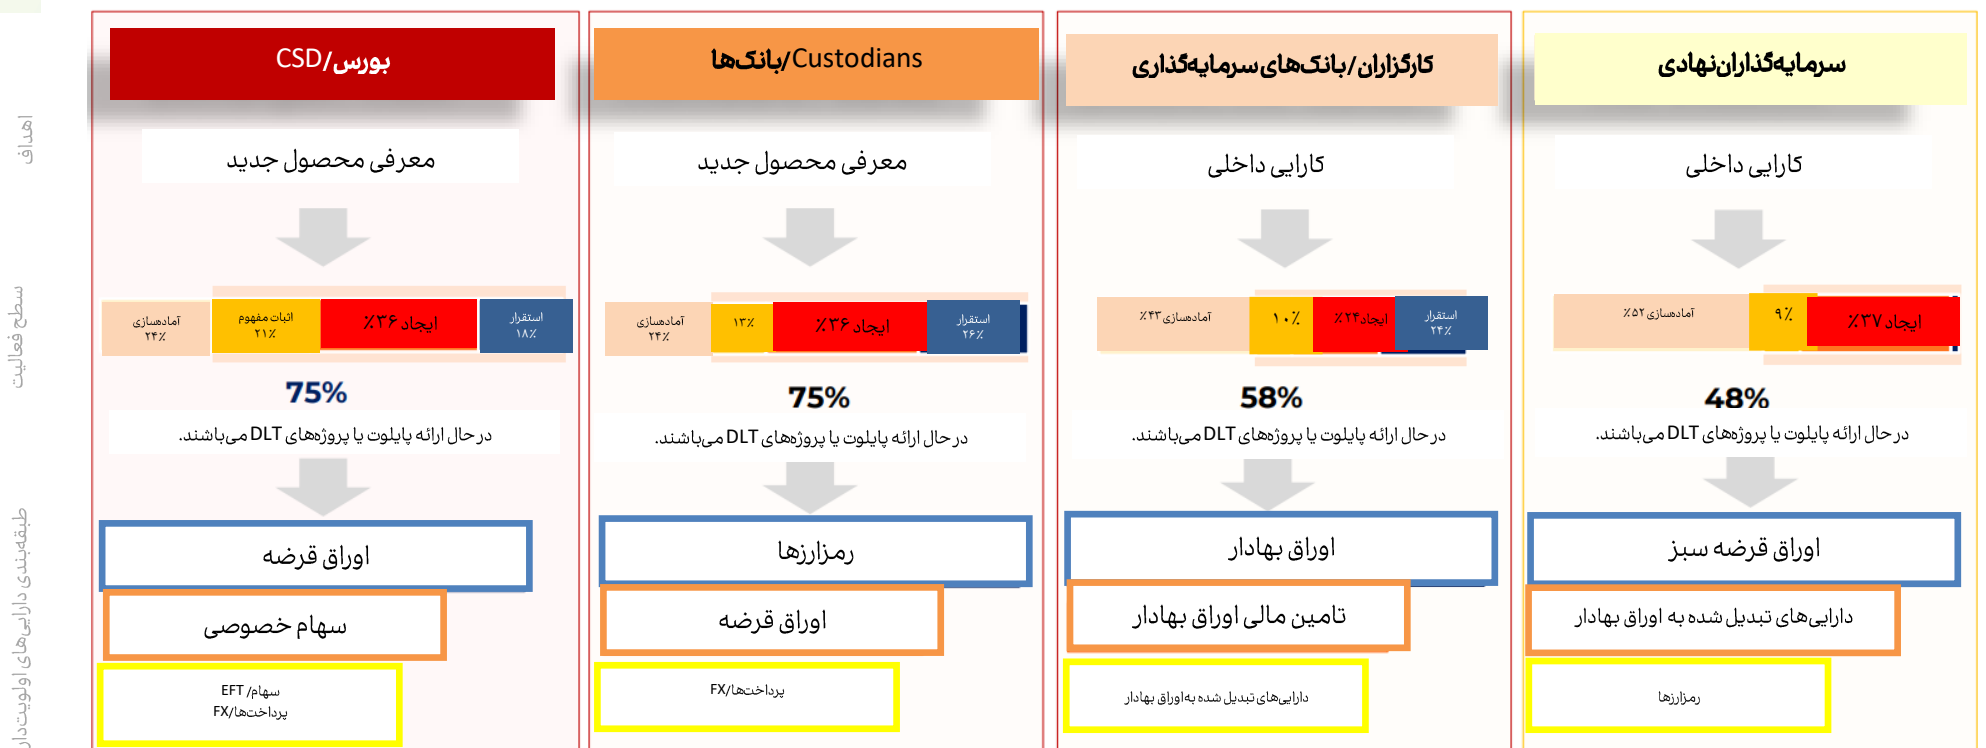 سرمایه‌گذاران‌نهادی
کارگزاران/بانک‌های سرمایه‌گذاری
Custodians/بانک‌ها
بورس/CSD
اهداف
کارایی داخلی
کارایی داخلی
معرفی محصول جدید
معرفی محصول جدید
سطح فعالیت
آماده‌سازی ۵۲٪
۹٪
ایجاد ۳۷٪
آماده‌سازی ۴۳٪
۱۰٪
ایجاد ۲۴٪
استقرار
۲۴٪
آماده‌سازی
۲۴٪
۱۳٪
ایجاد ۳۶٪
استقرار
۲۶٪
آماده‌سازی
۲۴٪
اثبات مفهوم
۲۱٪
ایجاد ۳۶٪
استقرار
۱۸٪
48%
در حال ارائه پایلوت یا پروژه‌های DLT می‌باشند.
58%
در حال ارائه پایلوت یا پروژه‌های DLT می‌باشند.
75%
در حال ارائه پایلوت یا پروژه‌های DLT می‌باشند.
75%
در حال ارائه پایلوت یا پروژه‌های DLT می‌باشند.
طبقه‌بندی دارایی‌های اولویت‌دار
اوراق قرضه سبز
دارایی‌های تبدیل شده به اوراق بهادار
رمزارزها
اوراق بهادار
تامین مالی اوراق بهادار
دارایی‌های تبدیل شده به اوراق بهادار
رمزارزها
اوراق قرضه
پرداخت‌ها/FX
اوراق قرضه
سهام خصوصی
سهام/ EFT
پرداخت‌ها/FX